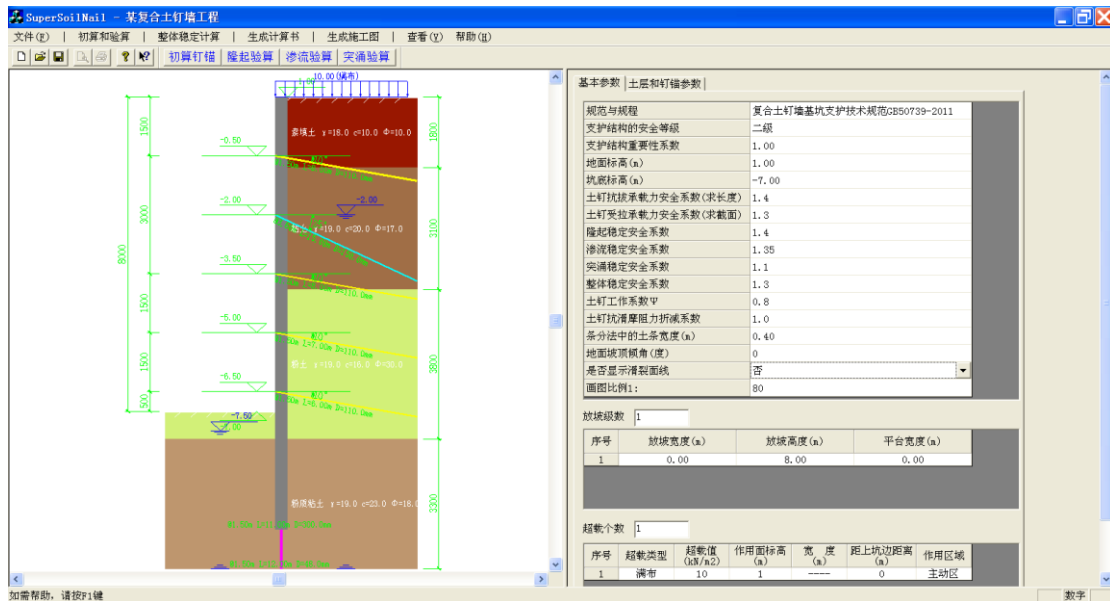 SuperSoilNail - 某复合土钉墙工程
文件(F) | 初算和验算 | 整体稳定计算 | 生成计算书 | 生成施工图 | 查看(V) 帮助(H)
初算钉锚 隆起验算 渗流验算 突涌验算
10.00(满布)
1.00
1500
素填土 γ=18.0 c=10.0 Φ=10.0
1800
-0.50
-2.00
-2.00
3000
粘土 γ=19.0 c=20.0 Φ=17.0
3100
8000
-3.50
1500
-5.00
L=7.00m D=110.0mm
3800
1500
-6.50
L=6.00m D=110.0mm
500
-7.50
3300
γ=19.0 c=23.0 Φ=18.0
基本参数 土层和钉锚参数
规范与规程 复合土钉墙基坑支护技术规范GB50739-2011
支护结构的安全等级 二级
支护结构重要性系数 1.00
地面标高(m) 1.00
坑底标高(m) -7.00
土钉抗拔承载力安全系数(求长度) 1.4
土钉受拉承载力安全系数(求截面) 1.3
隆起稳定安全系数 1.4
渗流稳定安全系数 1.35
突涌稳定安全系数 1.1
整体稳定安全系数 1.3
土钉工作系数Ψ 0.8
土钉抗滑摩阻力折减系数 1.0
条分法中的土条宽度(m) 0.40
地面坡顶倾角(度) 0
是否显示滑裂面线 否
画图比例1: 80
放坡级数 1
序号 放坡宽度(m) 放坡高度(m) 平台宽度(m)
1 0.00 8.00 0.00
超载个数 1
序号 超载类型 超载值(kN/m2) 作用面标高(m) 宽 度(m) 距上坑边距离(m) 作用区域
1 满布 10 1 ---- 0 主动区
如需帮助, 请按F1键 数字